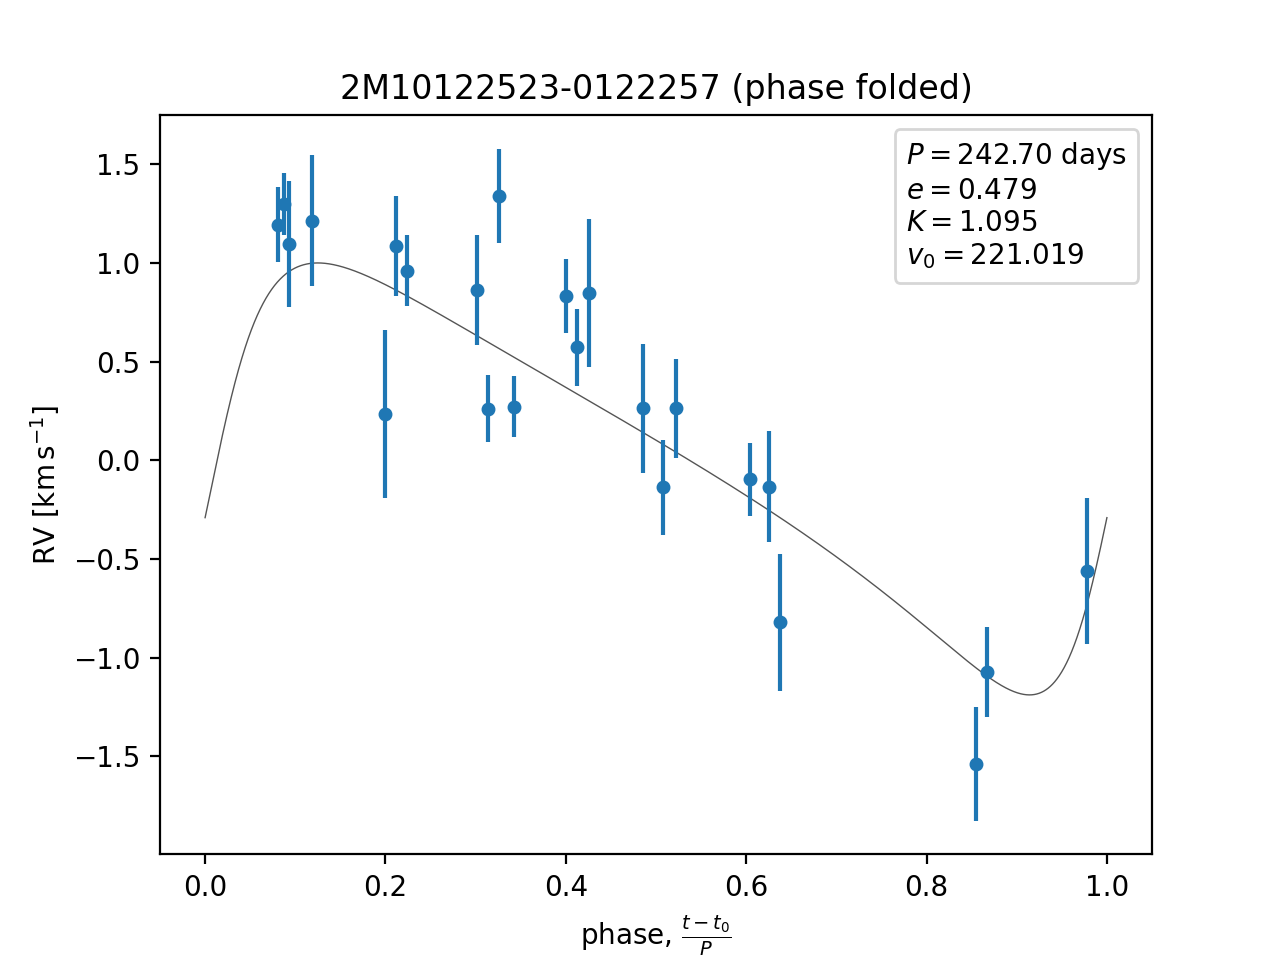 2M10122523-0122257 (phase folded)
P = 242.70 days
e = 0.479
K = 1.095
v₀ = 221.019
1.5
1.0
0.5
0.0
−0.5
−1.0
−1.5
RV [km s⁻¹]
0.0 0.2 0.4 0.6 0.8 1.0
phase, (t − t₀)/P